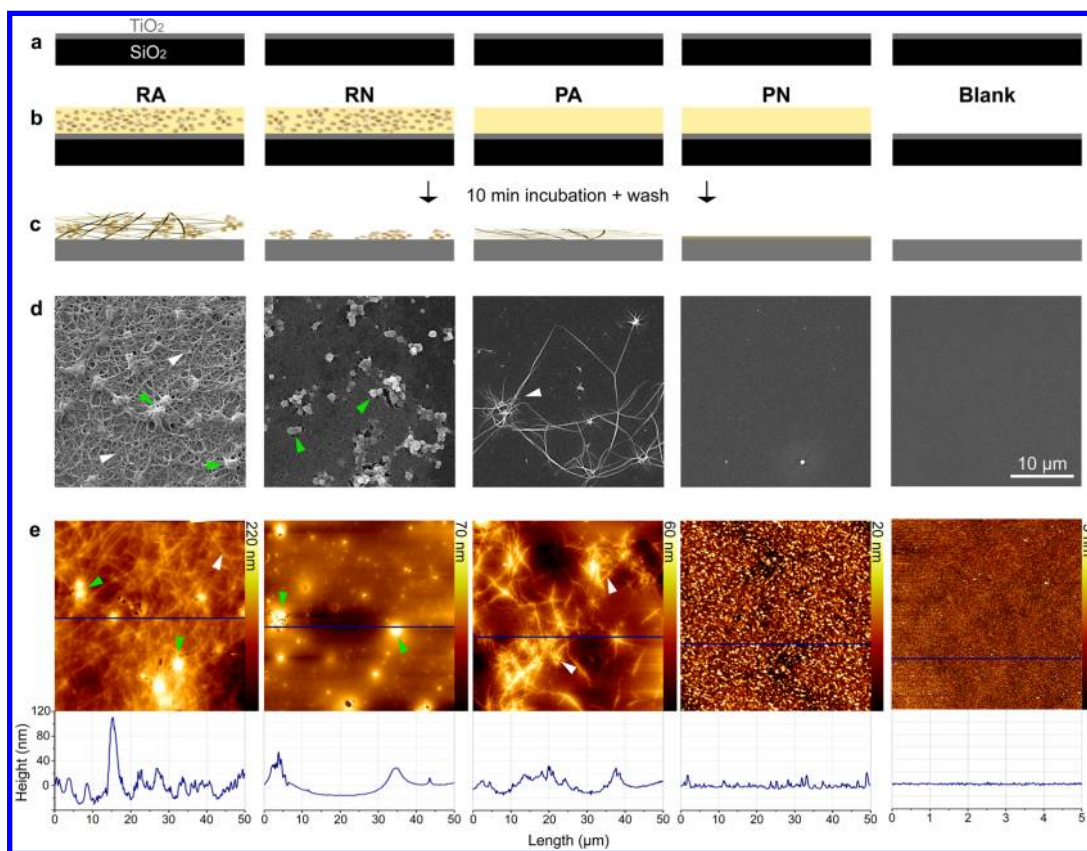 a
TiO₂
SiO₂
RA RN PA PN Blank
b
10 min incubation + wash
c
d
10 µm
e
220 nm 70 nm 60 nm 20 nm
Height (nm)
120
80
40
0
0 10 20 30 40 50 0 10 20 30 40 50 0 10 20 30 40 50 0 10 20 30 40 50 0 1 2 3 4 5
Length (µm)